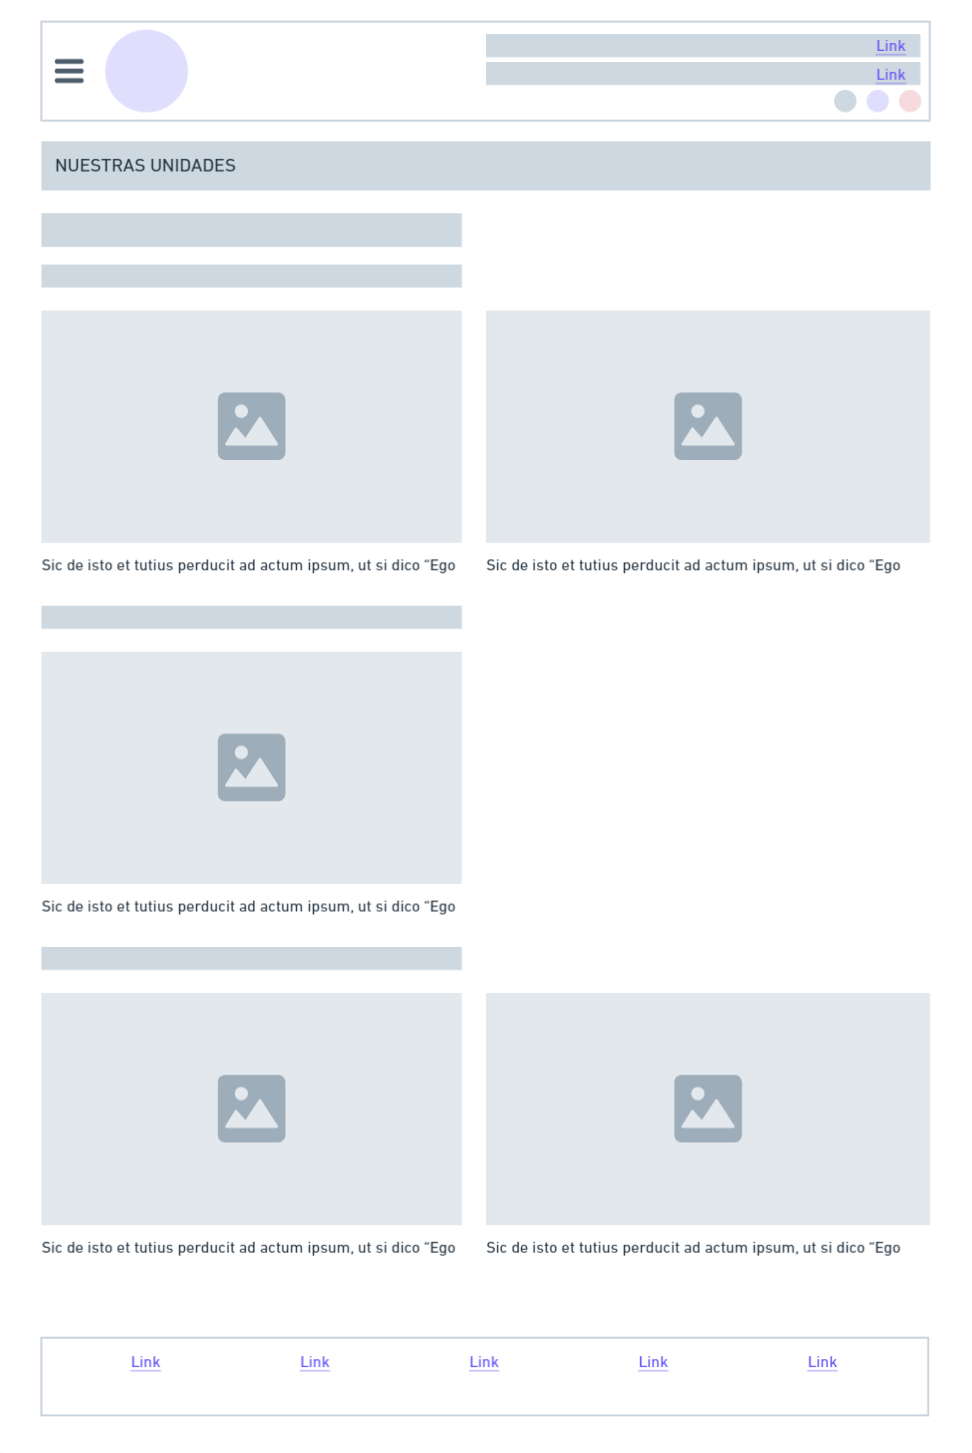 Link
Link
NUESTRAS UNIDADES
Sic de isto et tutius perducit ad actum ipsum, ut si dico “Ego
Sic de isto et tutius perducit ad actum ipsum, ut si dico “Ego
Sic de isto et tutius perducit ad actum ipsum, ut si dico “Ego
Sic de isto et tutius perducit ad actum ipsum, ut si dico “Ego
Sic de isto et tutius perducit ad actum ipsum, ut si dico “Ego
Link Link Link Link Link